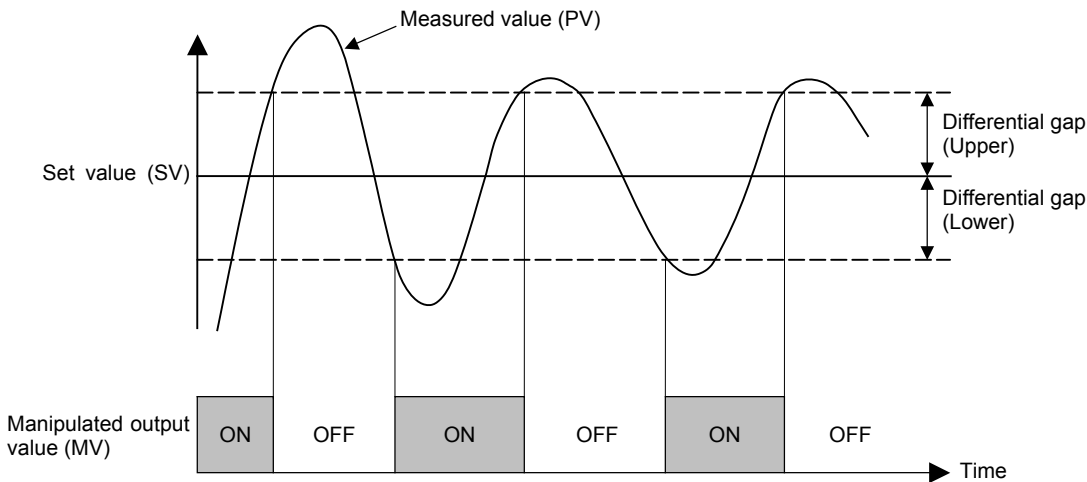 Measured value (PV)
Differential gap
(Upper)
Set value (SV)
Differential gap
(Lower)
Manipulated output
value (MV)
ON
OFF
ON
OFF
ON
OFF
Time